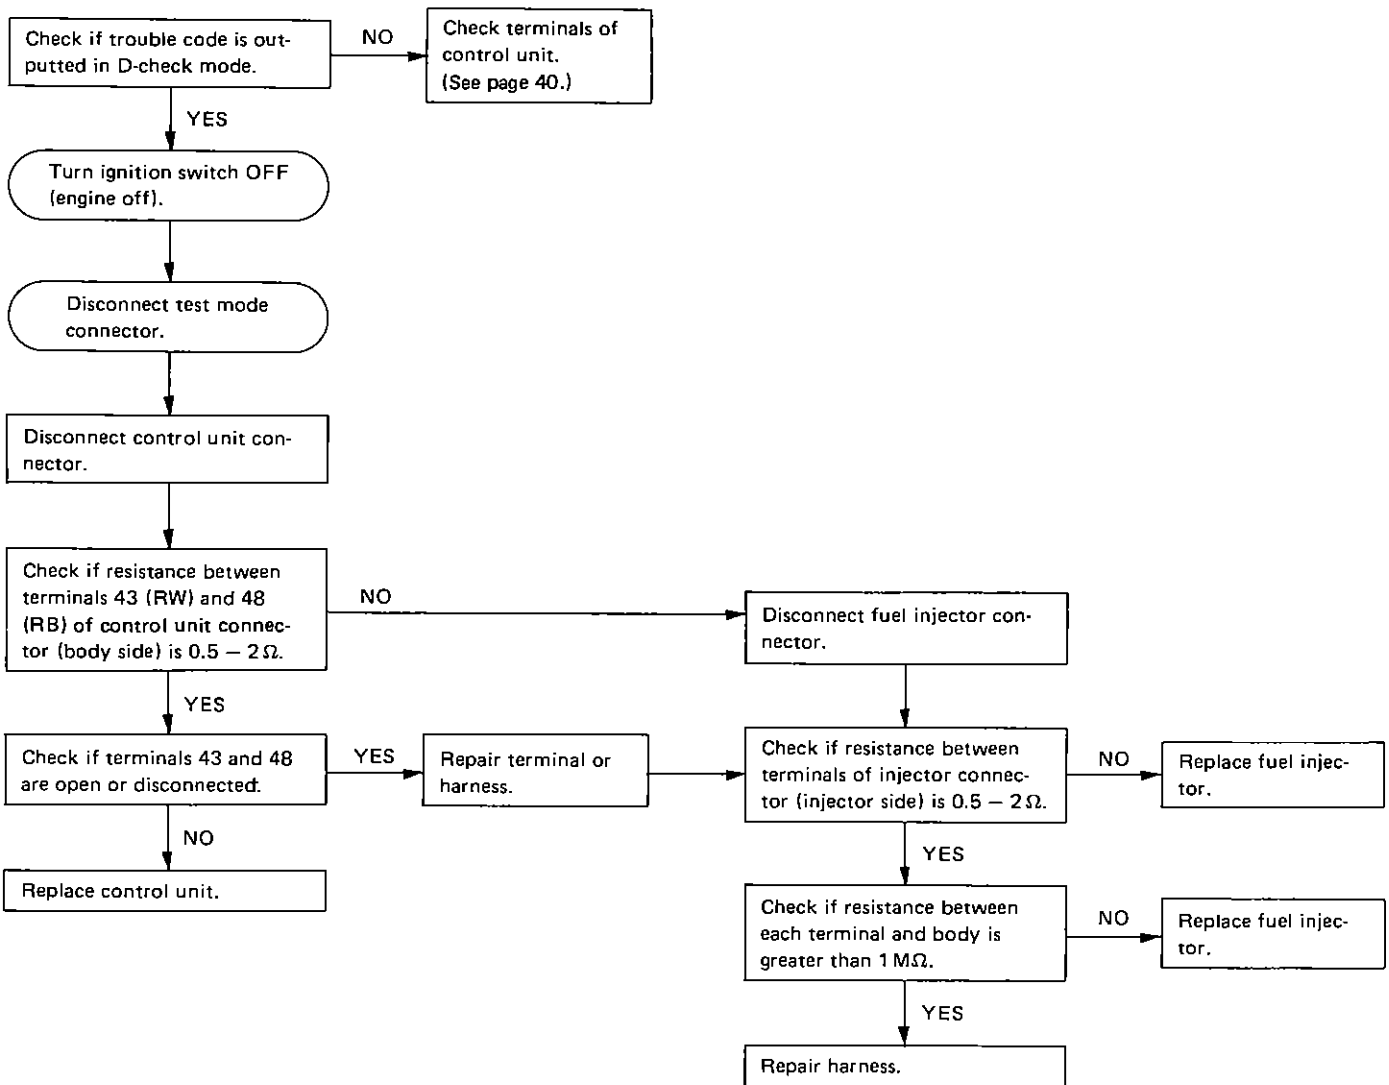 Check if trouble code is out-
putted in D-check mode.
NO
Check terminals of
control unit.
(See page 40.)
YES
Turn ignition switch OFF
(engine off).
Disconnect test mode
connector.
Disconnect control unit con-
nector.
Check if resistance between
terminals 43 (RW) and 48
(RB) of control unit connec-
tor (body side) is 0.5 – 2 Ω.
NO
Disconnect fuel injector con-
nector.
YES
Check if terminals 43 and 48
are open or disconnected.
YES
Repair terminal or
harness.
Check if resistance between
terminals of injector connec-
tor (injector side) is 0.5 – 2 Ω.
NO
Replace fuel injec-
tor.
NO
Replace control unit.
YES
Check if resistance between
each terminal and body is
greater than 1 MΩ.
NO
Replace fuel injec-
tor.
YES
Repair harness.